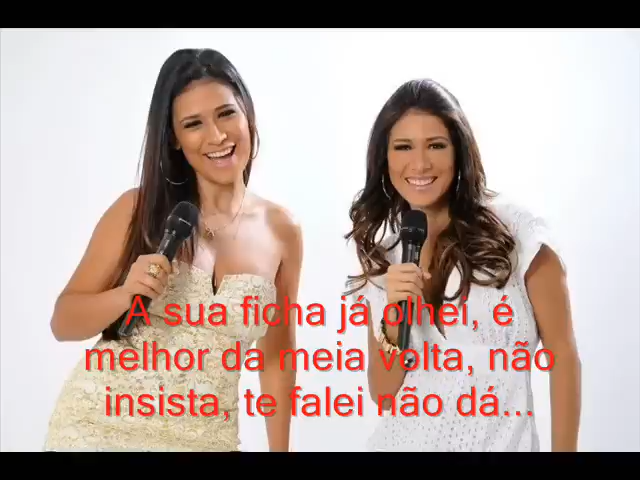 A sua ficha já olhei, é
melhor da meia volta, não
insista, te falei não dá...